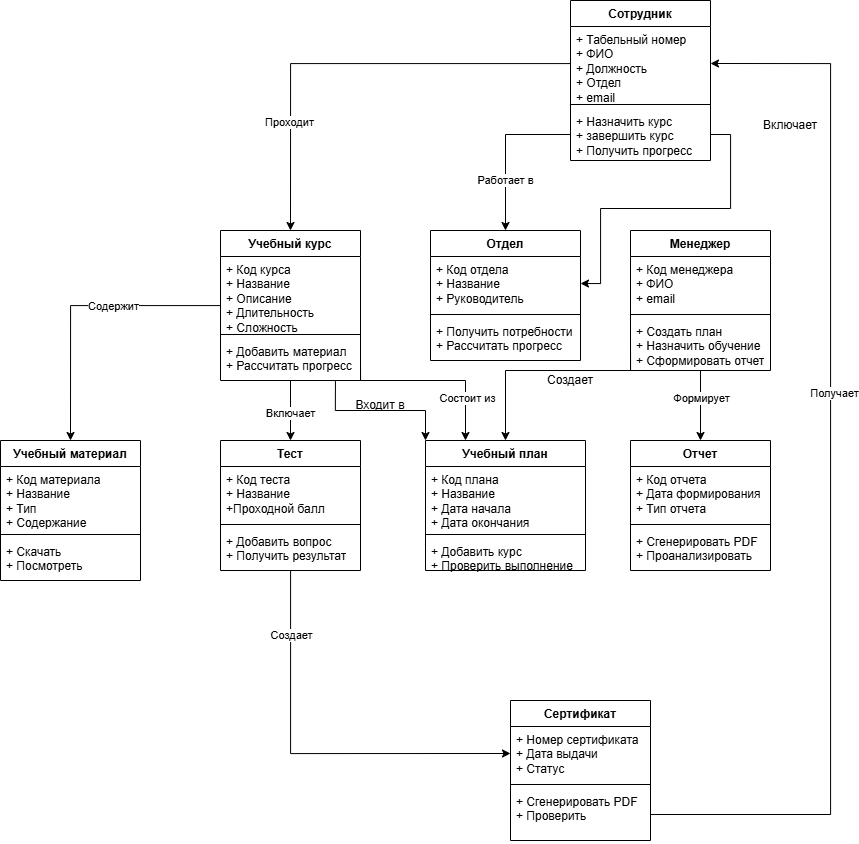 Сотрудник
+ Табельный номер
+ ФИО
+ Должность
+ Отдел
+ email
+ Назначить курс
+ завершить курс
+ Получить прогресс
Проходит
Включает
Работает в
Учебный курс
+ Код курса
+ Название
+ Описание
+ Длительность
+ Сложность
+ Добавить материал
+ Рассчитать прогресс
Отдел
+ Код отдела
+ Название
+ Руководитель
+ Получить потребности
+ Рассчитать прогресс
Менеджер
+ Код менеджера
+ ФИО
+ email
+ Создать план
+ Назначить обучение
+ Сформировать отчет
Содержит
Включает
Входит в
Состоит из
Создает
Формирует
Получает
Учебный материал
+ Код материала
+ Название
+ Тип
+ Содержание
+ Скачать
+ Посмотреть
Тест
+ Код теста
+ Название
+Проходной балл
+ Добавить вопрос
+ Получить результат
Учебный план
+ Код плана
+ Название
+ Дата начала
+ Дата окончания
+ Добавить курс
+ Проверить выполнение
Отчет
+ Код отчета
+ Дата формирования
+ Тип отчета
+ Сгенерировать PDF
+ Проанализировать
Создает
Сертификат
+ Номер сертификата
+ Дата выдачи
+ Статус
+ Сгенерировать PDF
+ Проверить